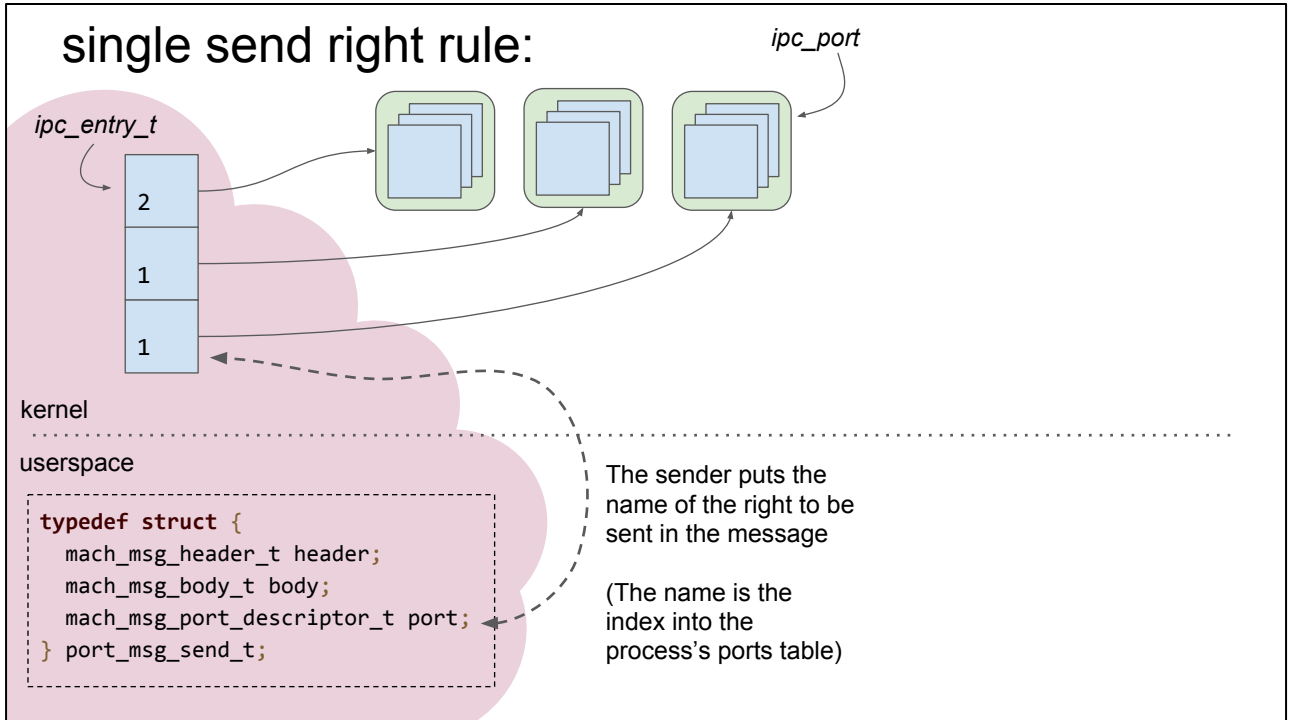 single send right rule:
ipc_port
ipc_entry_t
2
1
1
kernel
userspace
typedef struct {
mach_msg_header_t header;
mach_msg_body_t body;
mach_msg_port_descriptor_t port;
} port_msg_send_t;
The sender puts the
name of the right to be
sent in the message
(The name is the
index into the
process’s ports table)